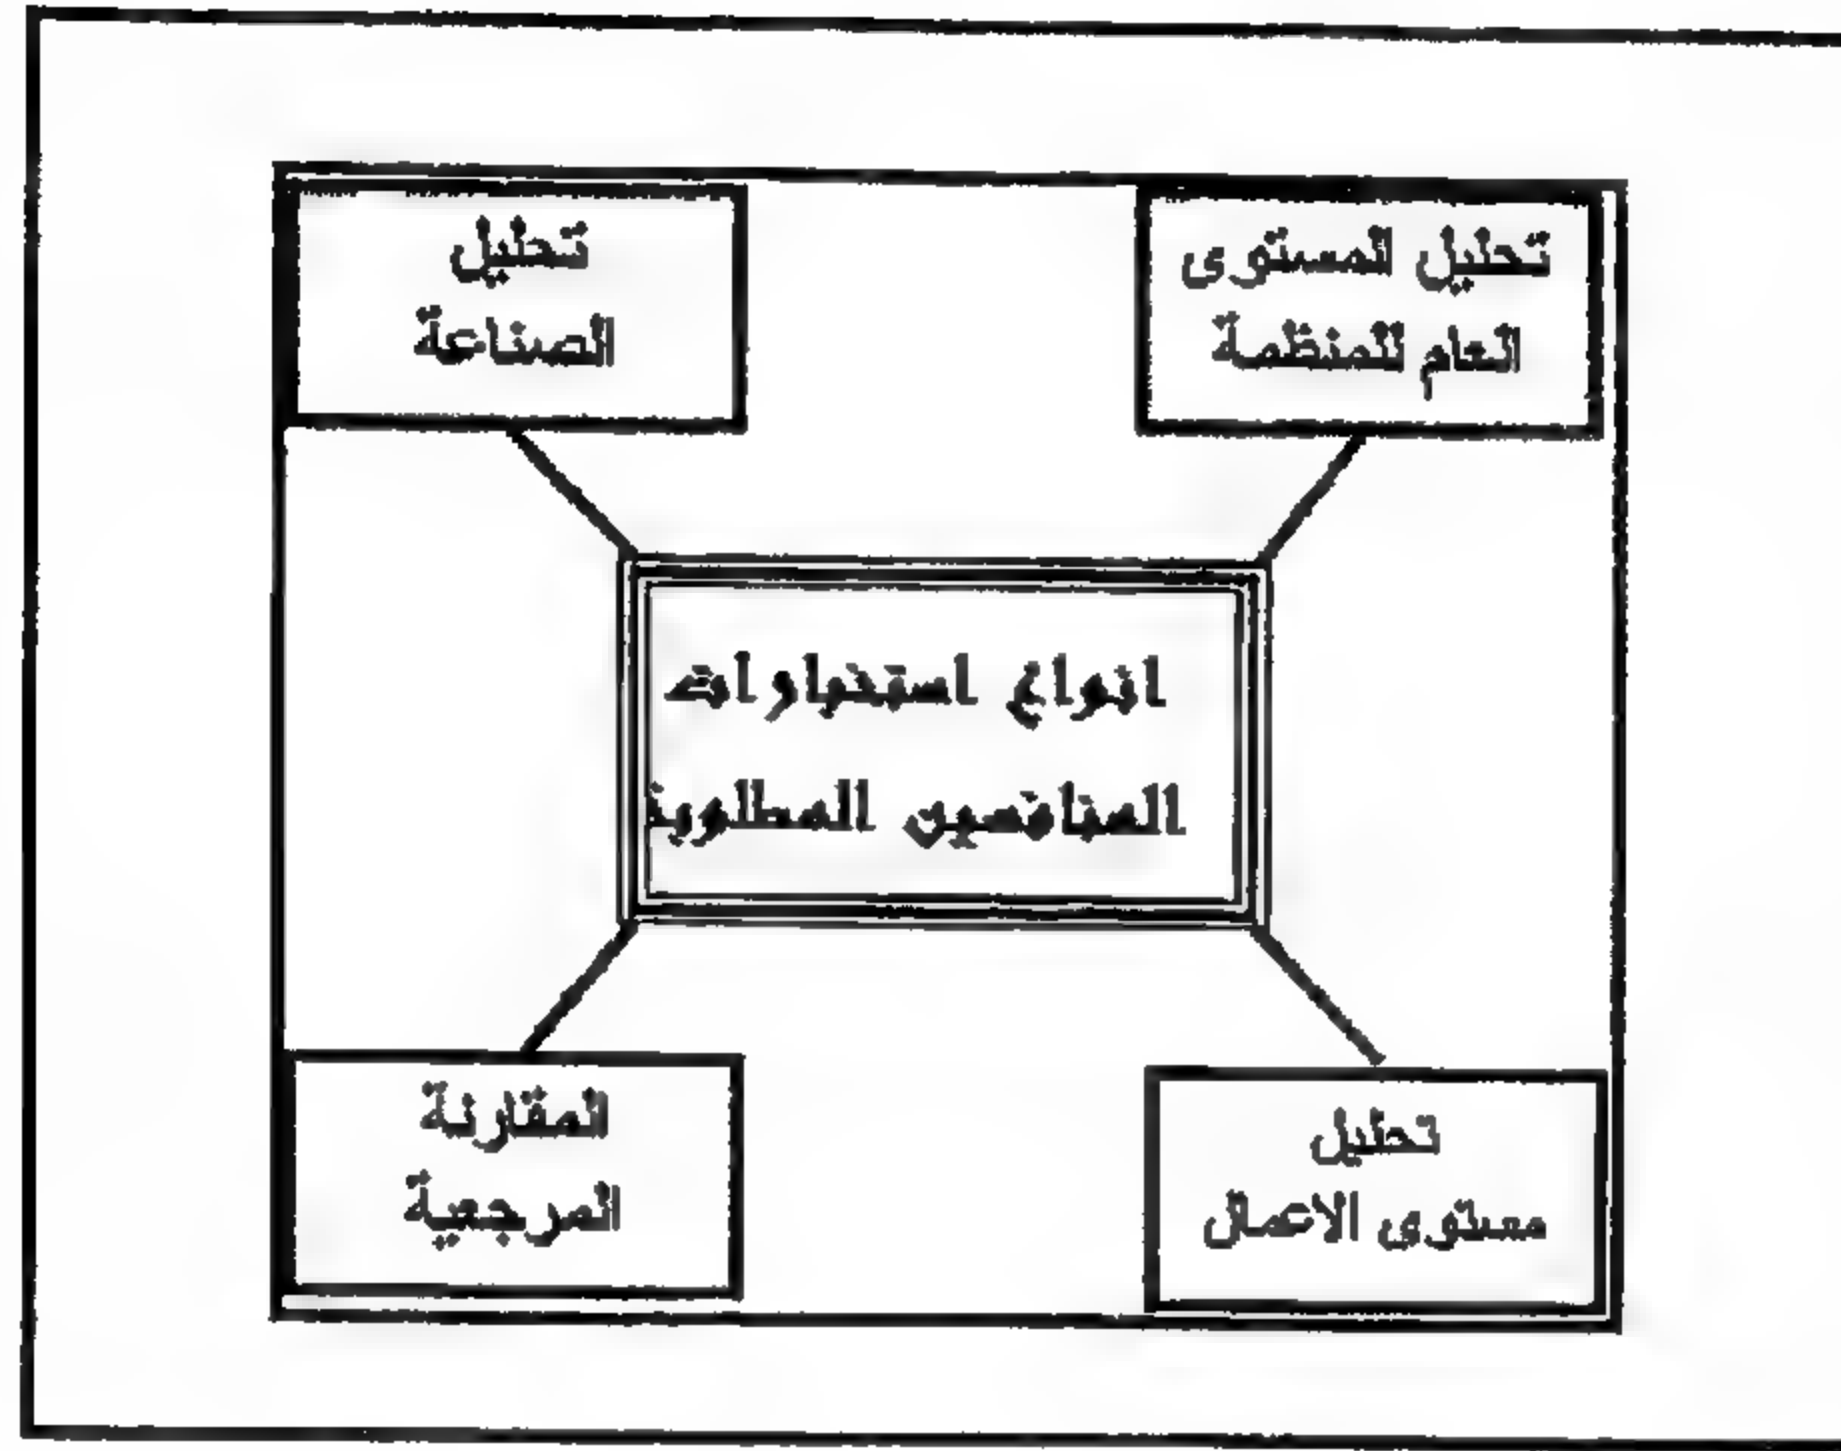 تحليل المستوى
العام للمنظمة
تحليل
الصناعة
انواع استخبارات
المنافسين المطلوبة
تحليل
مستوى الاعمال
المقارنة
المرجعية